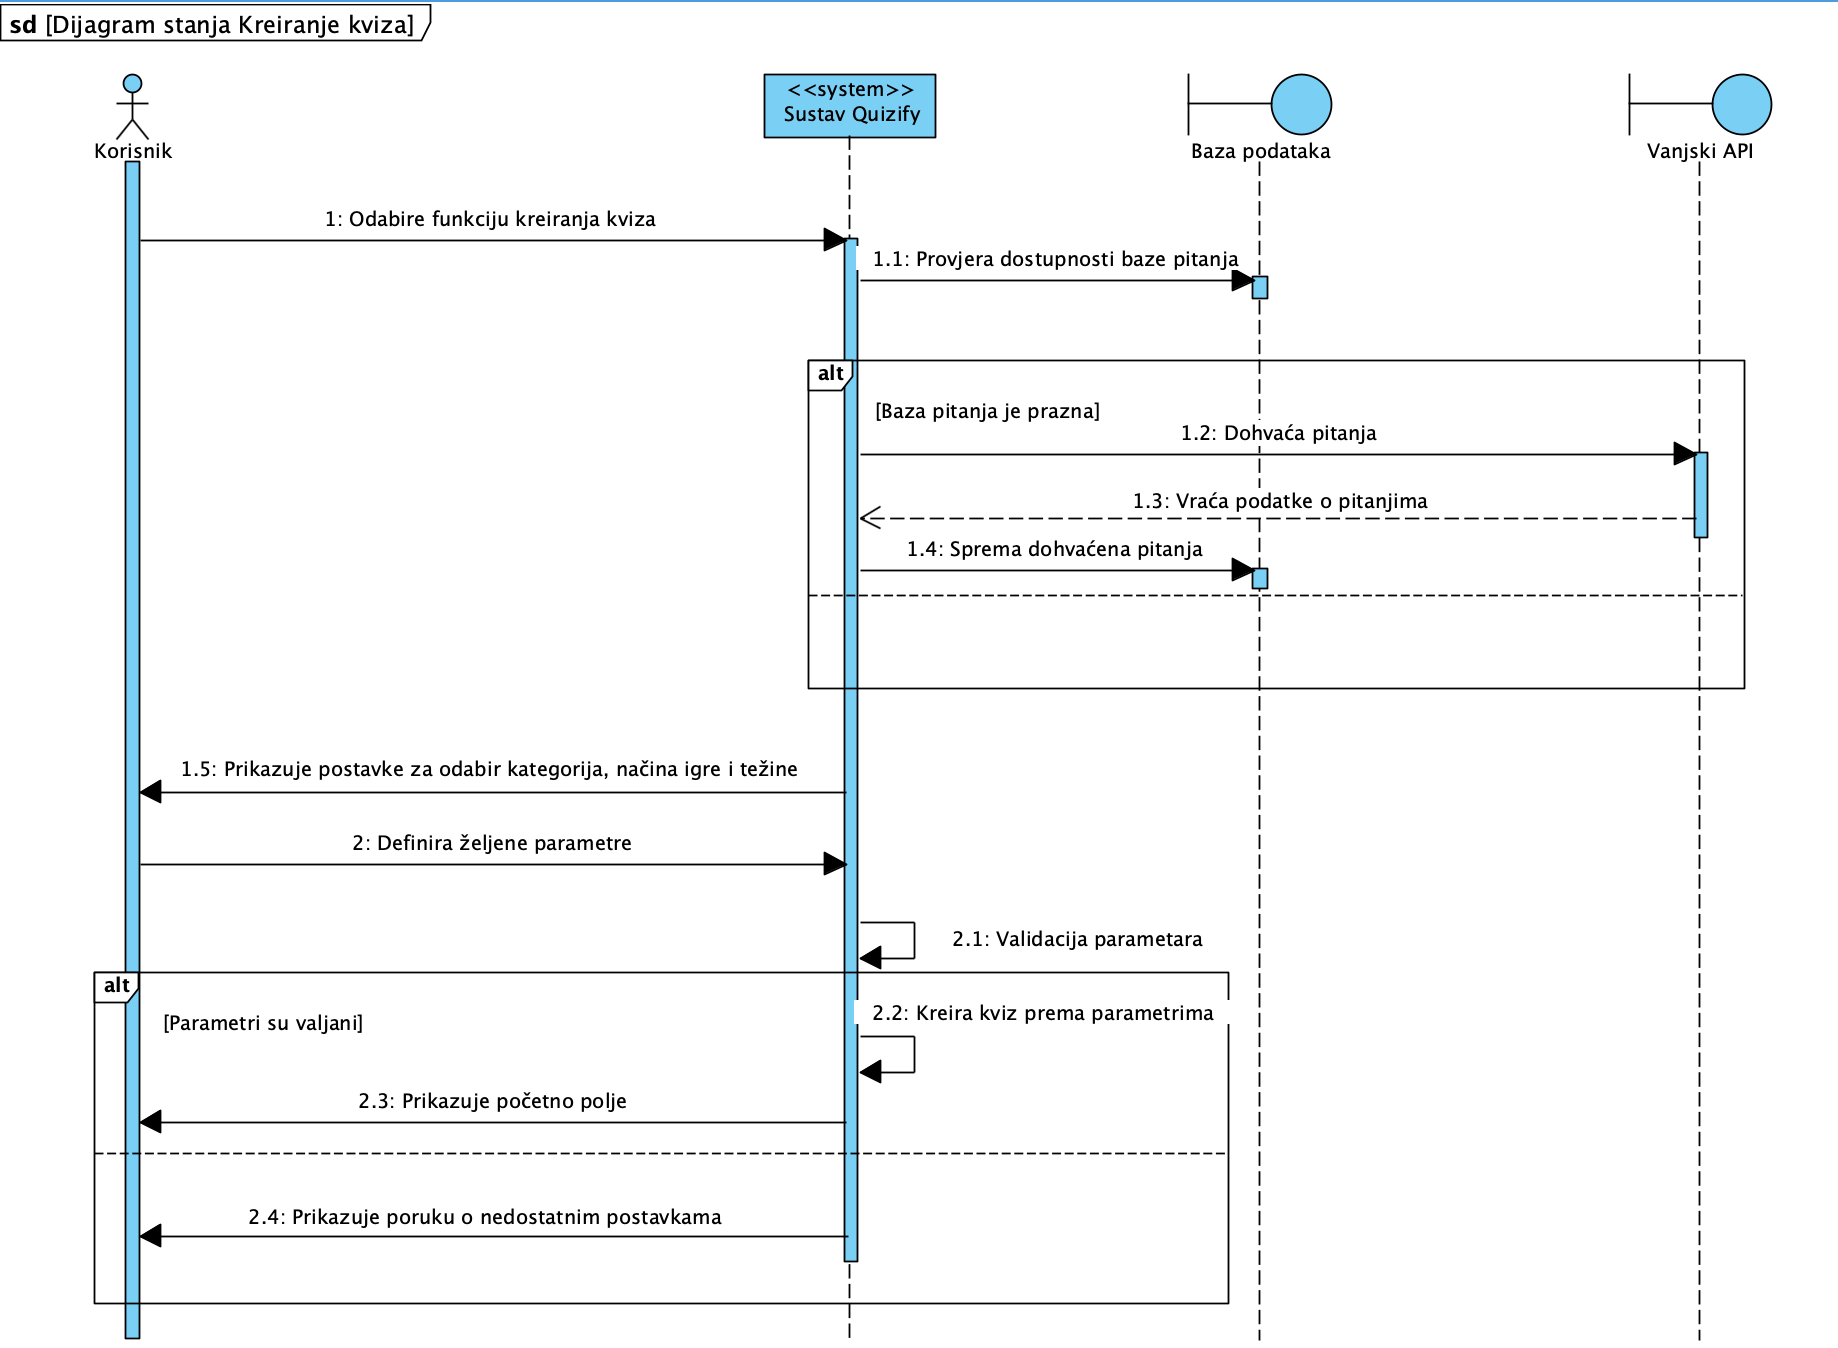 sd [Dijagram stanja Kreiranje kviza]
<<system>>
Sustav Quizify
Korisnik
Baza podataka
Vanjski API
1: Odabire funkciju kreiranja kviza
1.1: Provjera dostupnosti baze pitanja
alt
[Baza pitanja je prazna]
1.2: Dohvaća pitanja
1.3: Vraća podatke o pitanjima
1.4: Sprema dohvaćena pitanja
1.5: Prikazuje postavke za odabir kategorija, načina igre i težine
2: Definira željene parametre
2.1: Validacija parametara
alt
[Parametri su valjani]
2.2: Kreira kviz prema parametrima
2.3: Prikazuje početno polje
2.4: Prikazuje poruku o nedostatnim postavkama